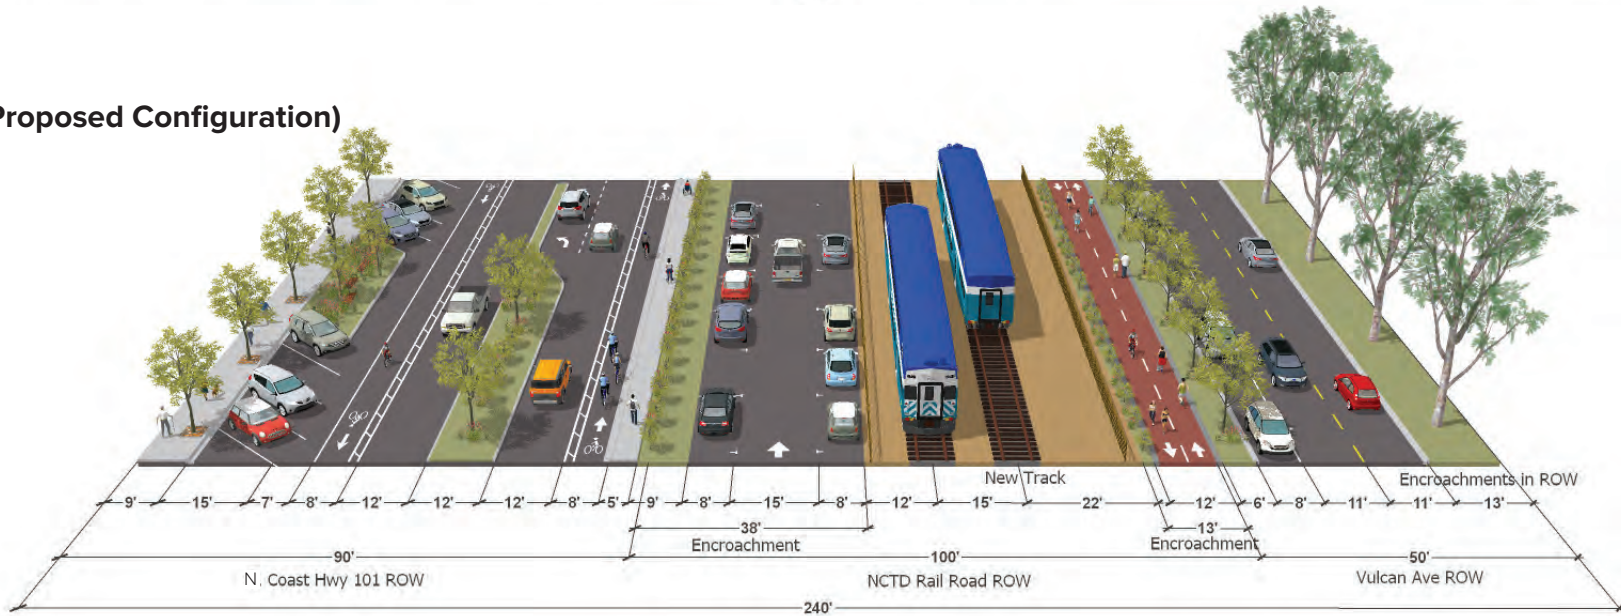 Proposed Configuration)
New Track
Encroachments in ROW
9' 15' 7' 8' 12' 12' 12' 8' 5' 9' 8' 15' 8' 12' 15' 22' 12' 6' 8' 11' 11' 13'
38' 13'
Encroachment Encroachment
90' 100' 50'
N. Coast Hwy 101 ROW NCTD Rail Road ROW Vulcan Ave ROW
240'